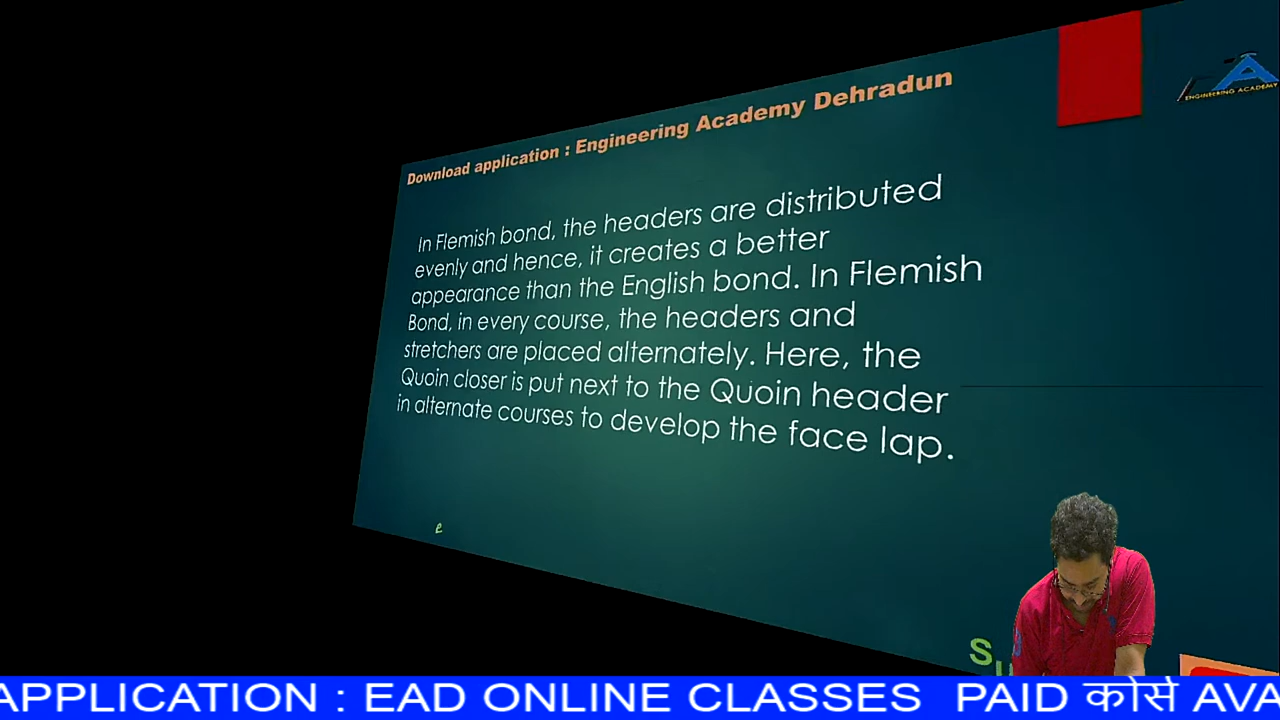 Download application : Engineering Academy Dehradun
ENGINEERING ACADEMY
In Flemish bond, the headers are distributed
evenly and hence, it creates a better
appearance than the English bond. In Flemish
Bond, in every course, the headers and
stretchers are placed alternately. Here, the
Quoin closer is put next to the Quoin header
in alternate courses to develop the face lap.
e
APPLICATION : EAD ONLINE CLASSES PAID कोर्स AVA